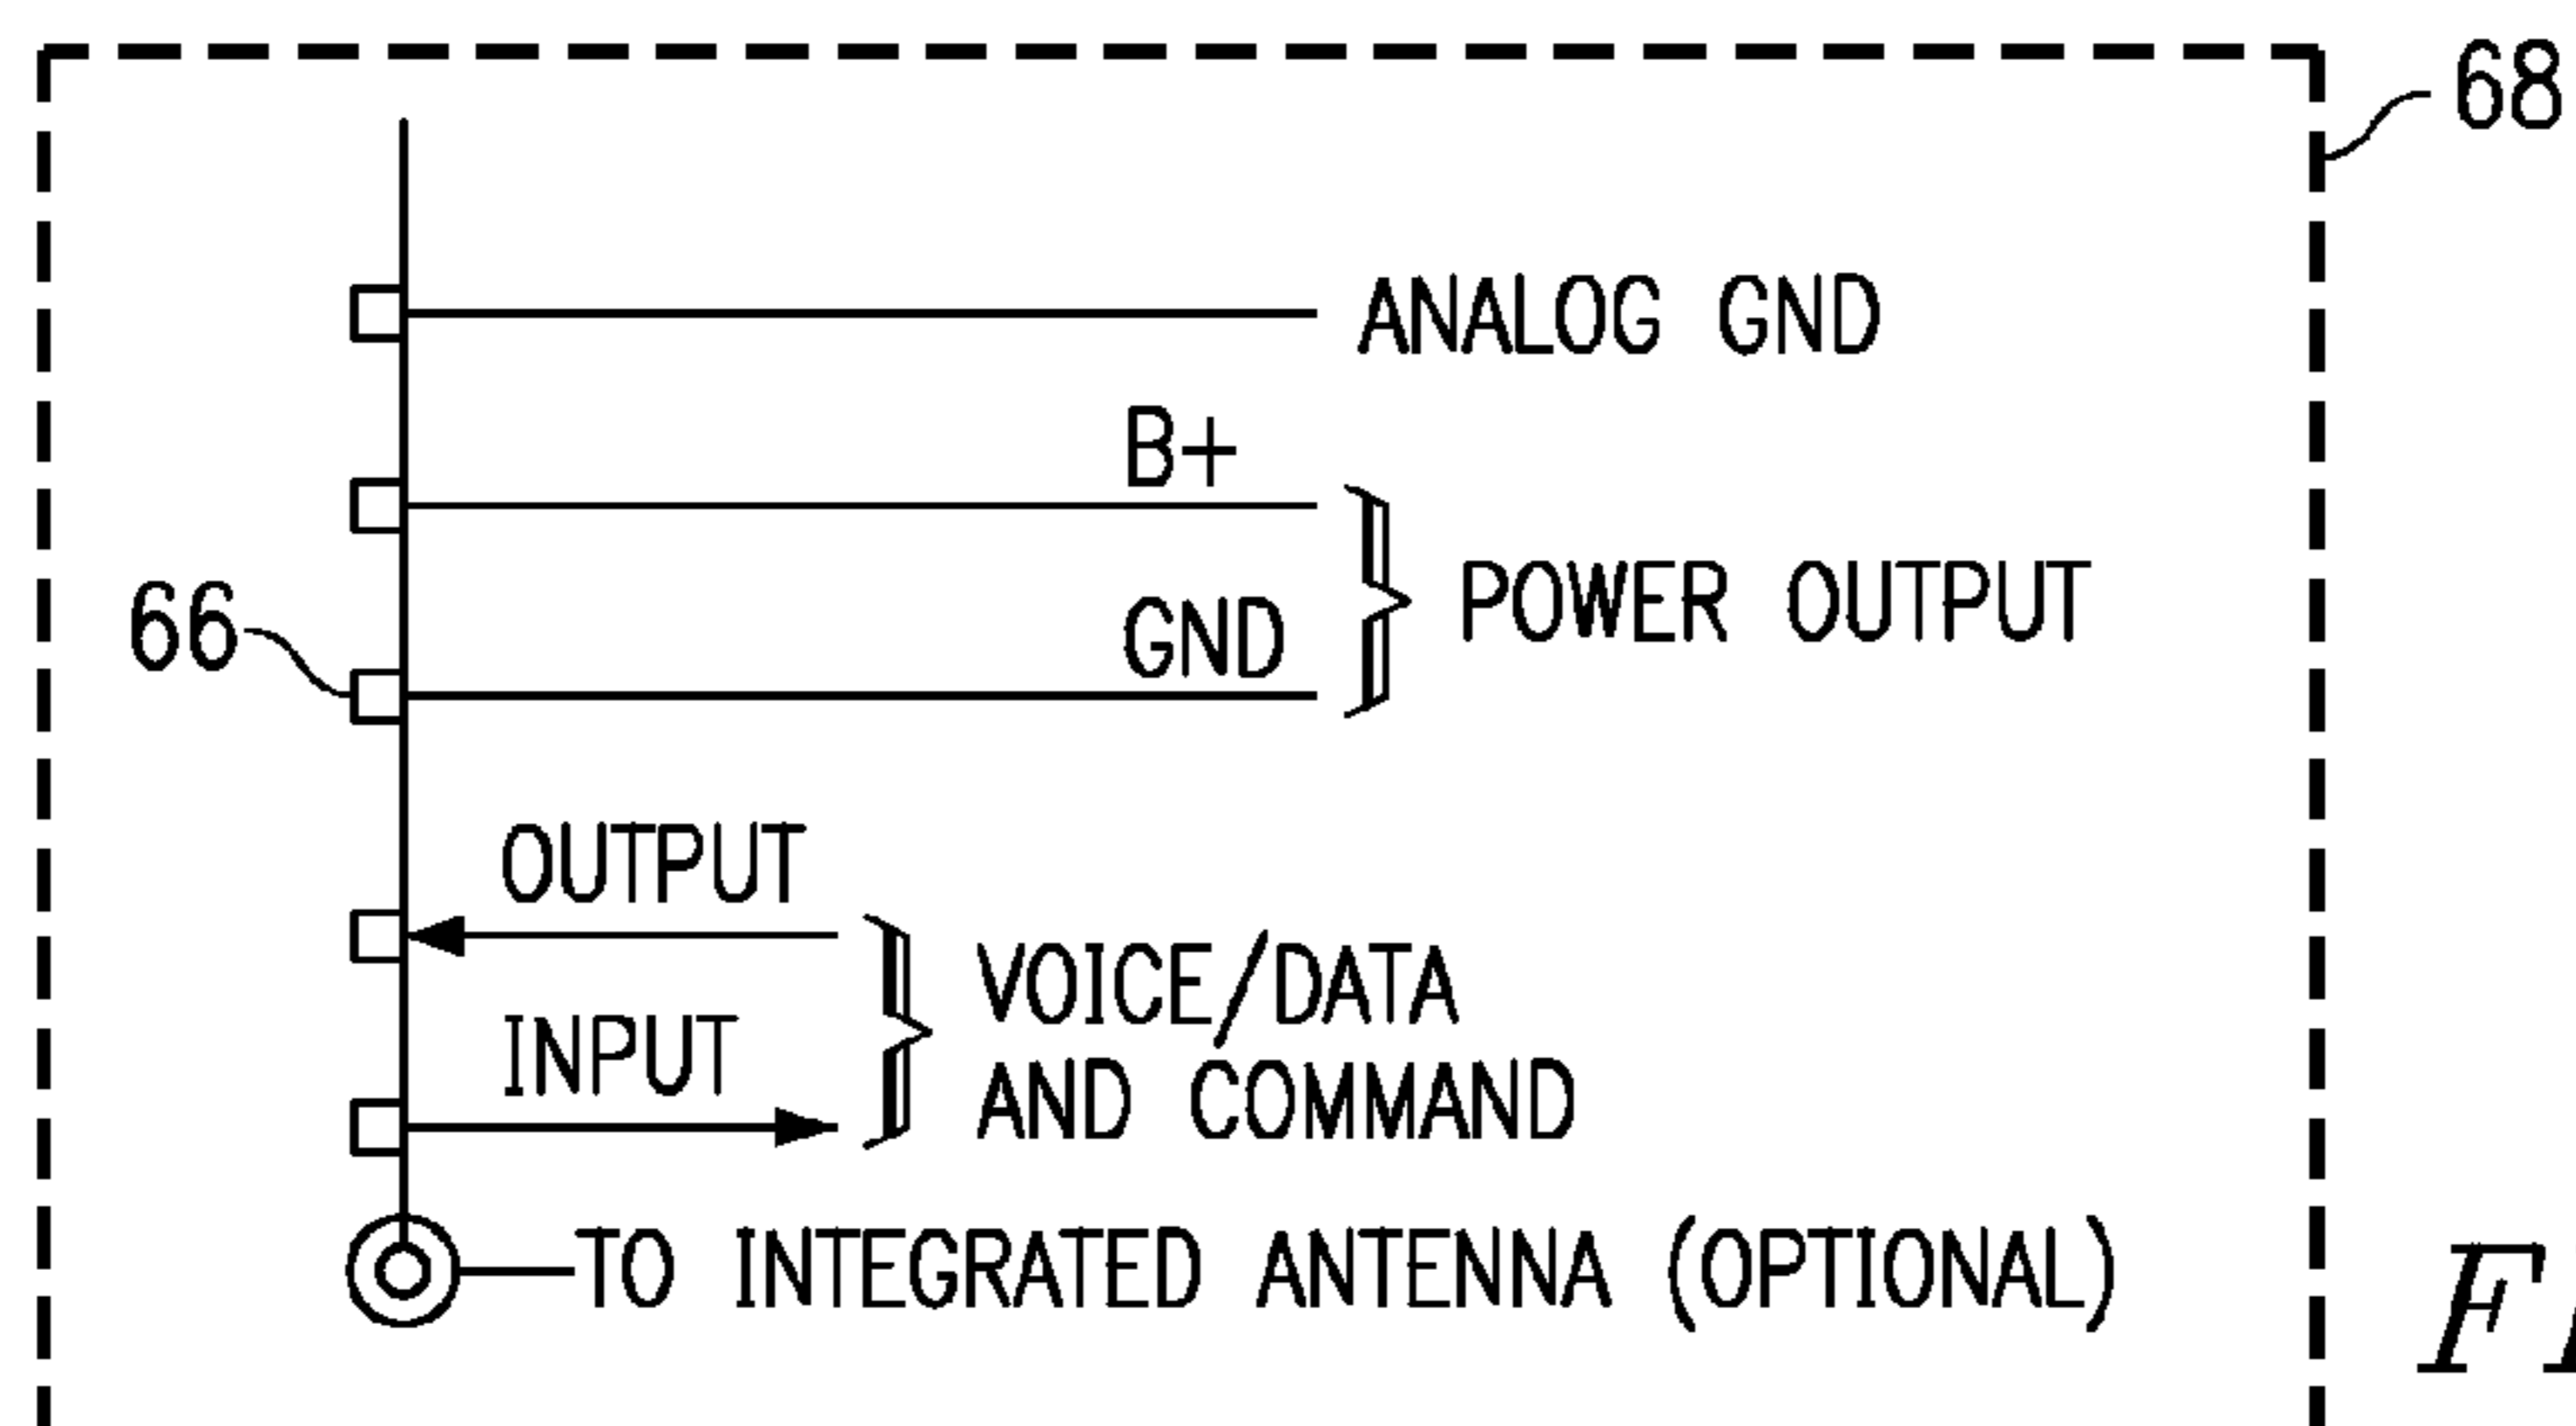 68
ANALOG GND
B+
66
GND
POWER OUTPUT
OUTPUT
INPUT
VOICE/DATA
AND COMMAND
TO INTEGRATED ANTENNA (OPTIONAL)